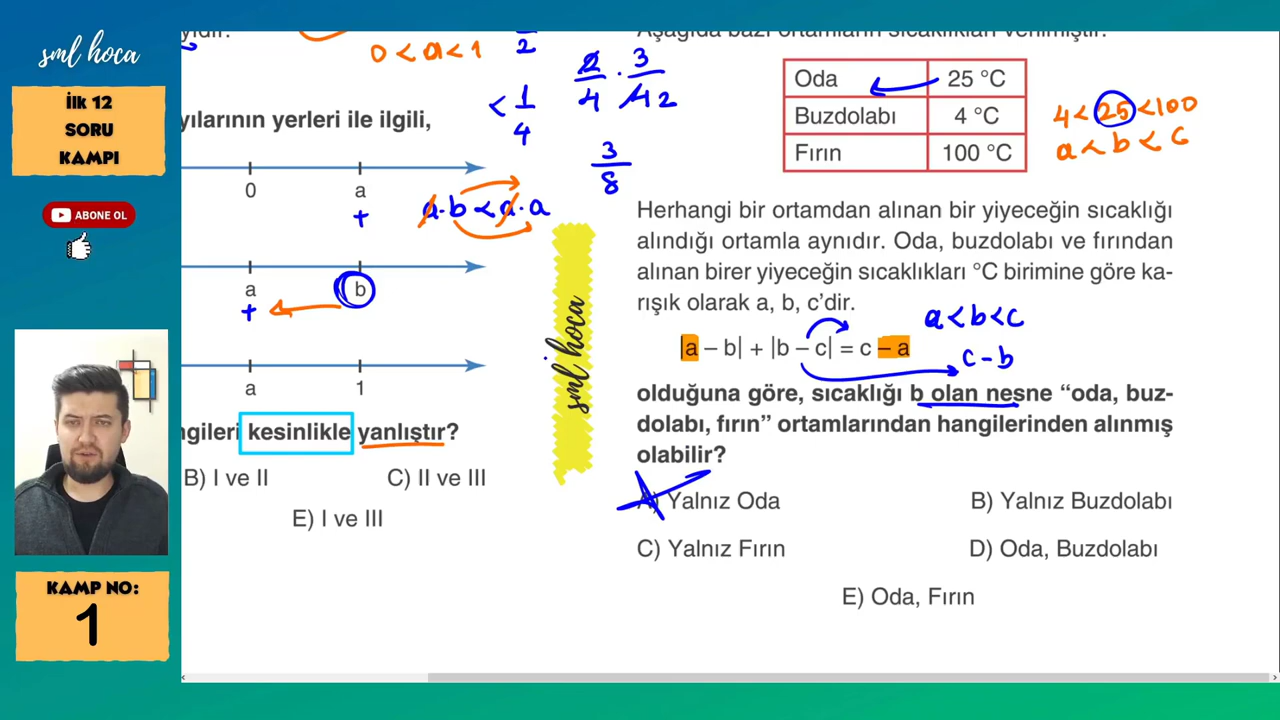 sml hoca
İlk 12
SORU
KAMPI
ABONE OL
KAMP NO:
1
0 < a < 1
2
< 1/4
2/4 · 3/42
3/8
yılarının yerleri ile ilgili,
0 a
+
a·b < a·a
a b
+
a 1
ngileri kesinlikle yanlıştır?
B) I ve II C) II ve III
E) I ve III
sml hoca
Aşağıda bazı ortamların sıcaklıkları verilmiştir.
Oda 25 °C
Buzdolabı 4 °C
Fırın 100 °C
4 < 25 < 100
a < b < c
Herhangi bir ortamdan alınan bir yiyeceğin sıcaklığı
alındığı ortamla aynıdır. Oda, buzdolabı ve fırından
alınan birer yiyeceğin sıcaklıkları °C birimine göre ka-
rışık olarak a, b, c’dir.
a < b < c
|a – b| + |b – c| = c – a
c – b
olduğuna göre, sıcaklığı b olan nesne “oda, buz-
dolabı, fırın” ortamlarından hangilerinden alınmış
olabilir?
A) Yalnız Oda B) Yalnız Buzdolabı
C) Yalnız Fırın D) Oda, Buzdolabı
E) Oda, Fırın